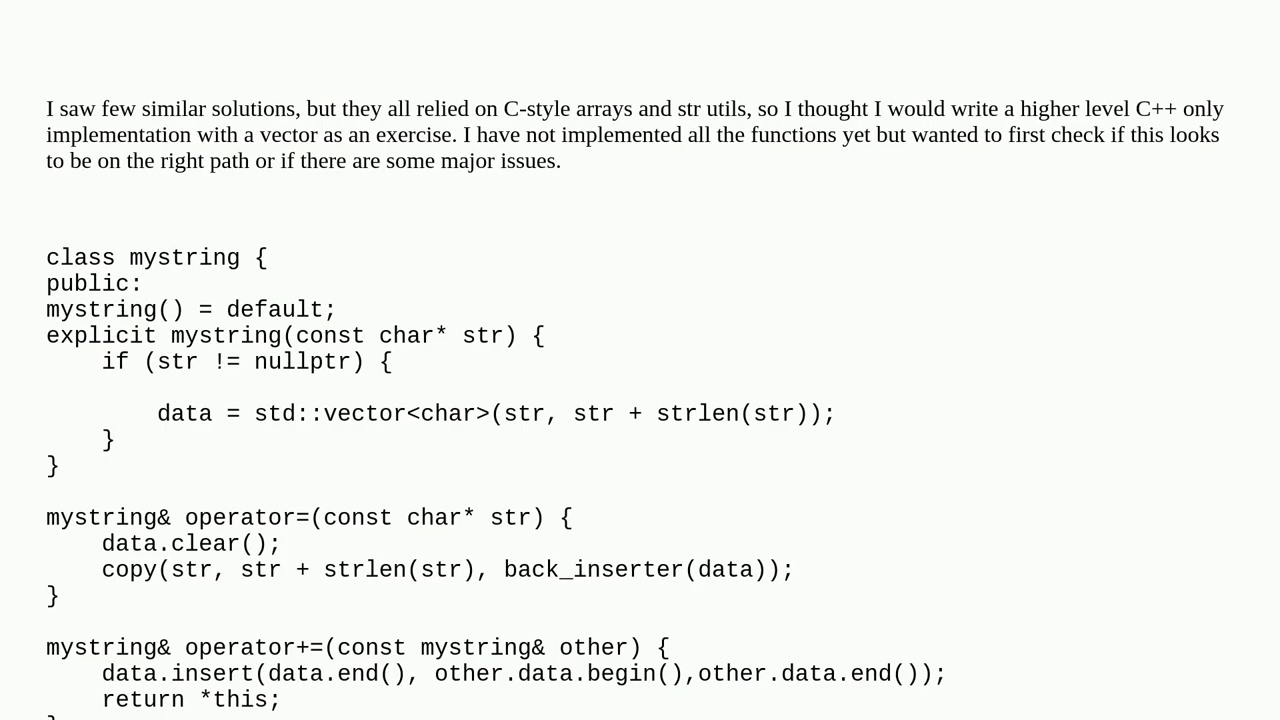 I saw few similar solutions, but they all relied on C-style arrays and str utils, so I thought I would write a higher level C++ only
implementation with a vector as an exercise. I have not implemented all the functions yet but wanted to first check if this looks
to be on the right path or if there are some major issues.
class mystring {
public:
mystring() = default;
explicit mystring(const char* str) {
    if (str != nullptr) {
        data = std::vector<char>(str, str + strlen(str));
    }
}
mystring& operator=(const char* str) {
    data.clear();
    copy(str, str + strlen(str), back_inserter(data));
}
mystring& operator+=(const mystring& other) {
    data.insert(data.end(), other.data.begin(),other.data.end());
    return *this;
}